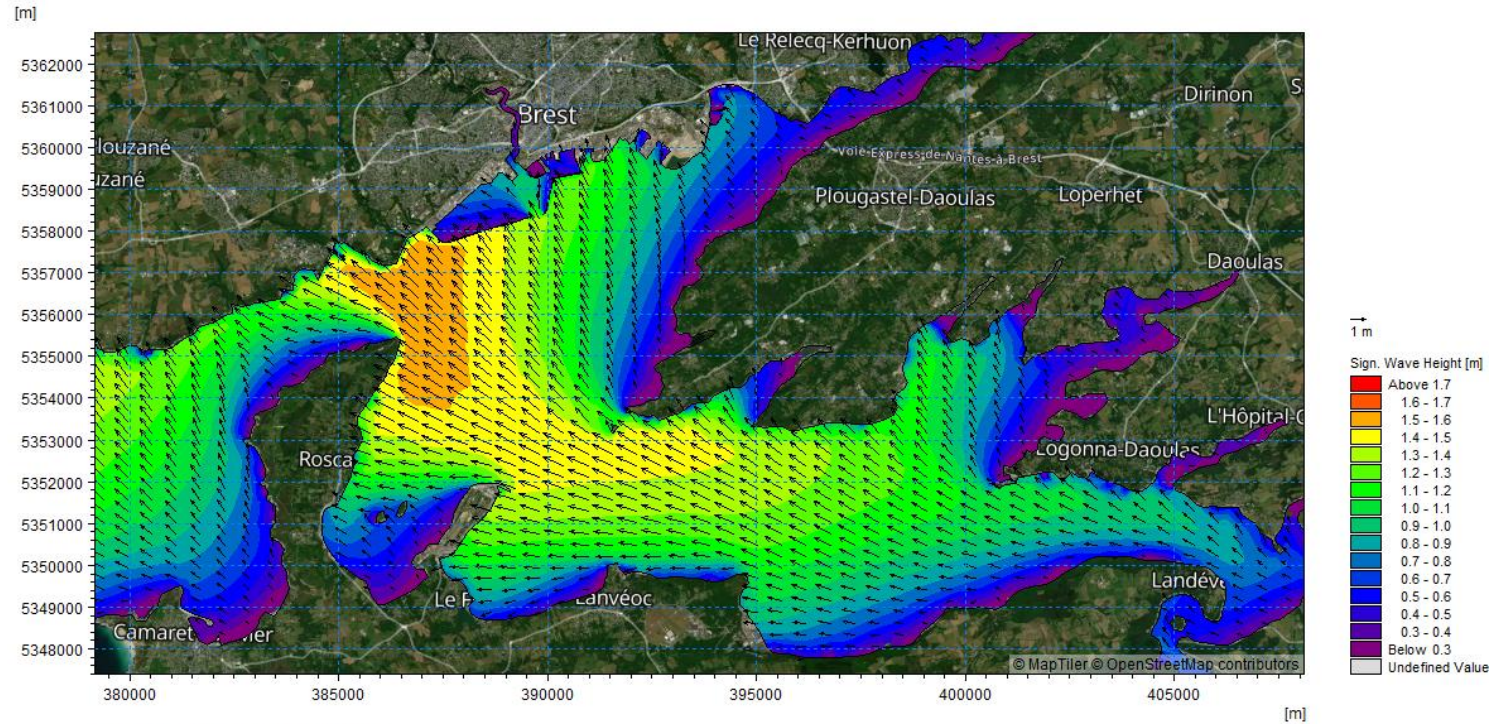 [m]
Le Relecq-Kerhuon
5362000
Dirinon
5361000
Brest
5360000
louzané
Voie Express de Nantes à Brest
5359000
uzané
Plougastel-Daoulas
Loperhet
5358000
5357000
Daoulas
5356000
5355000
5354000
L'Hôpital-C
5353000
Rosca
Logonna-Daoulas
5352000
5351000
5350000
Landév
5349000
Le F
Lanvéoc
Camaret
vier
5348000
© MapTiler © OpenStreetMap contributors
380000
385000
390000
395000
400000
405000
[m]
1 m
Sign. Wave Height [m]
Above 1.7
1.6 - 1.7
1.5 - 1.6
1.4 - 1.5
1.3 - 1.4
1.2 - 1.3
1.1 - 1.2
1.0 - 1.1
0.9 - 1.0
0.8 - 0.9
0.7 - 0.8
0.6 - 0.7
0.5 - 0.6
0.4 - 0.5
0.3 - 0.4
Below 0.3
Undefined Value